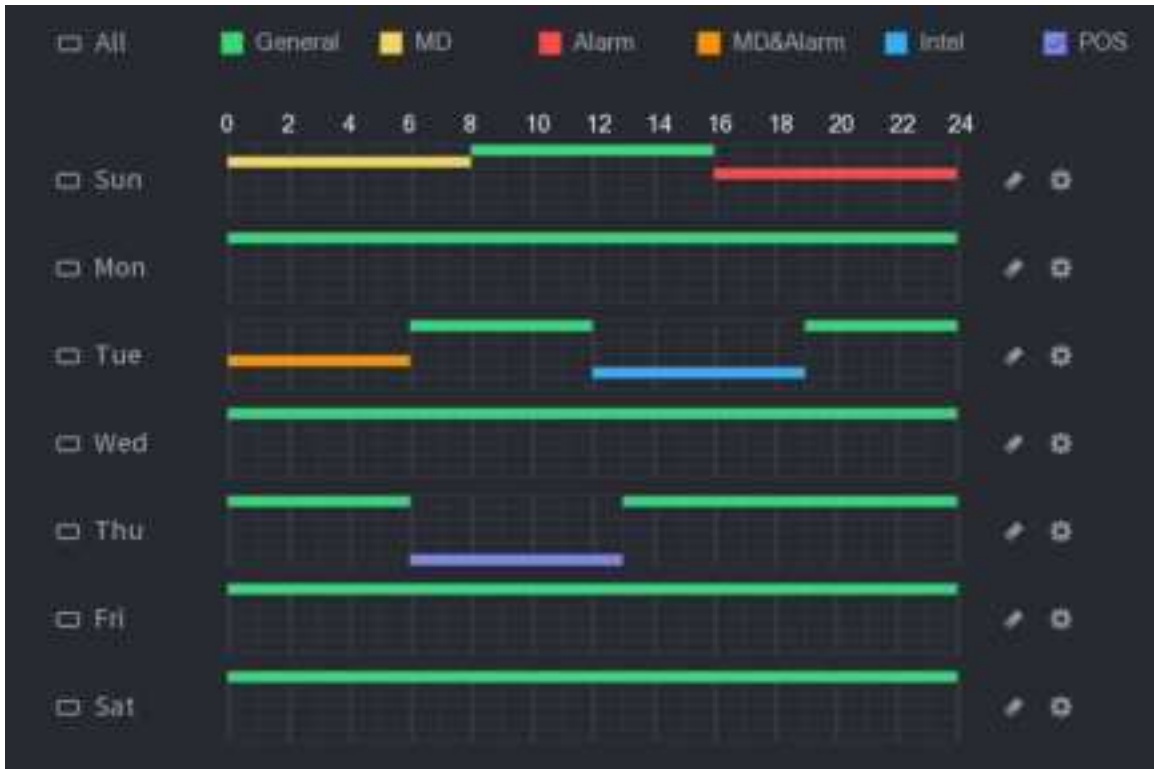 All General MD Alarm MD&Alarm Intel POS
0 2 4 6 8 10 12 14 16 18 20 22 24
Sun
Mon
Tue
Wed
Thu
Fri
Sat